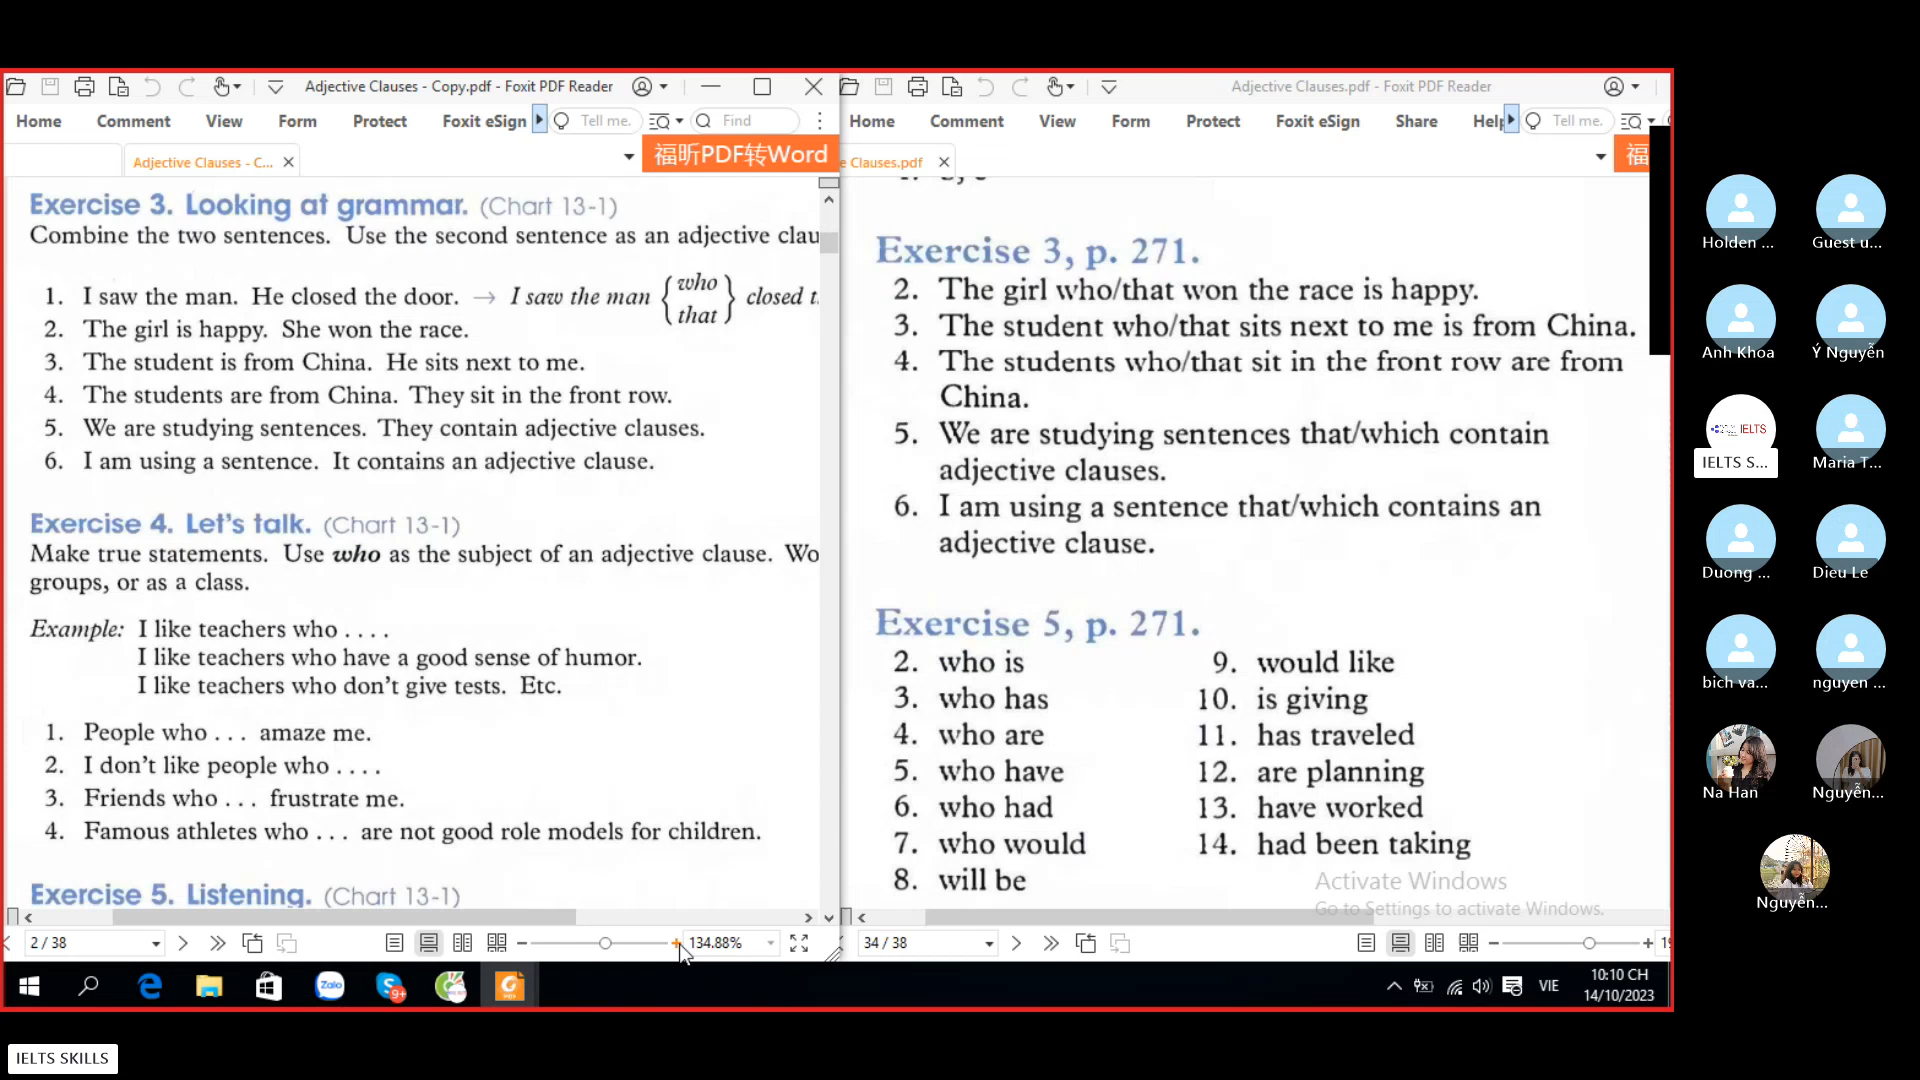 Adjective Clauses - Copy.pdf - Foxit PDF Reader
Home Comment View Form Protect Foxit eSign Tell me. Find
Adjective Clauses - C... 福昕PDF转Word
Exercise 3. Looking at grammar. (Chart 13-1)
Combine the two sentences. Use the second sentence as an adjective clau
1. I saw the man. He closed the door. → I saw the man { who that } closed t
2. The girl is happy. She won the race.
3. The student is from China. He sits next to me.
4. The students are from China. They sit in the front row.
5. We are studying sentences. They contain adjective clauses.
6. I am using a sentence. It contains an adjective clause.
Exercise 4. Let's talk. (Chart 13-1)
Make true statements. Use who as the subject of an adjective clause. Wo
groups, or as a class.
Example: I like teachers who . . . .
I like teachers who have a good sense of humor.
I like teachers who don't give tests. Etc.
1. People who . . . amaze me.
2. I don't like people who . . . .
3. Friends who . . . frustrate me.
4. Famous athletes who . . . are not good role models for children.
Exercise 5. Listening. (Chart 13-1)
2 / 38 134.88%
Adjective Clauses.pdf - Foxit PDF Reader
Home Comment View Form Protect Foxit eSign Share Help Tell me.
e Clauses.pdf 福
Exercise 3, p. 271.
2. The girl who/that won the race is happy.
3. The student who/that sits next to me is from China.
4. The students who/that sit in the front row are from
China.
5. We are studying sentences that/which contain
adjective clauses.
6. I am using a sentence that/which contains an
adjective clause.
Exercise 5, p. 271.
2. who is 9. would like
3. who has 10. is giving
4. who are 11. has traveled
5. who have 12. are planning
6. who had 13. have worked
7. who would 14. had been taking
8. will be
Activate Windows
Go to Settings to activate Windows.
34 / 38
Zalo 9+ VIE 10:10 CH
14/10/2023
Holden ... Guest u...
Anh Khoa Ý Nguyễn
IELTS
IELTS S... Maria T...
Duong ... Dieu Le
bich va... nguyen ...
Na Han Nguyễn...
Nguyễn...
IELTS SKILLS